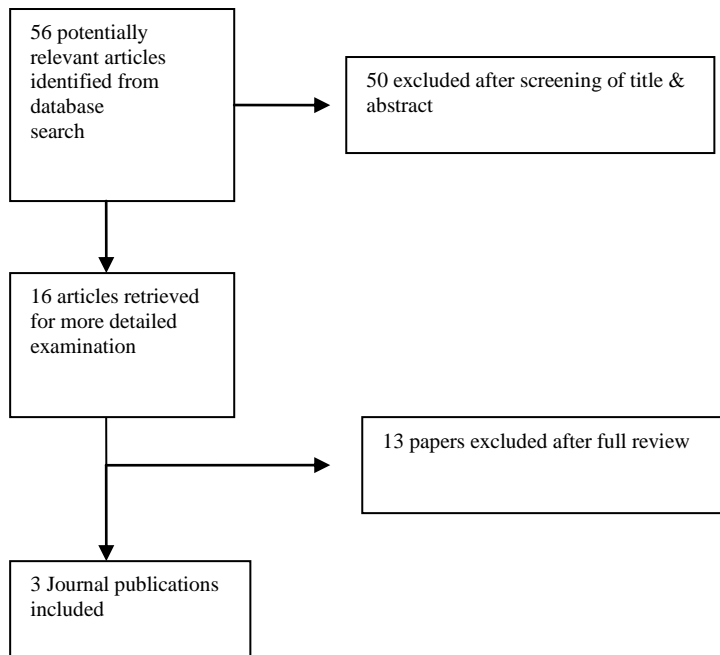 56 potentially
relevant articles
identified from
database
search
50 excluded after screening of title &
abstract
16 articles retrieved
for more detailed
examination
13 papers excluded after full review
3 Journal publications
included